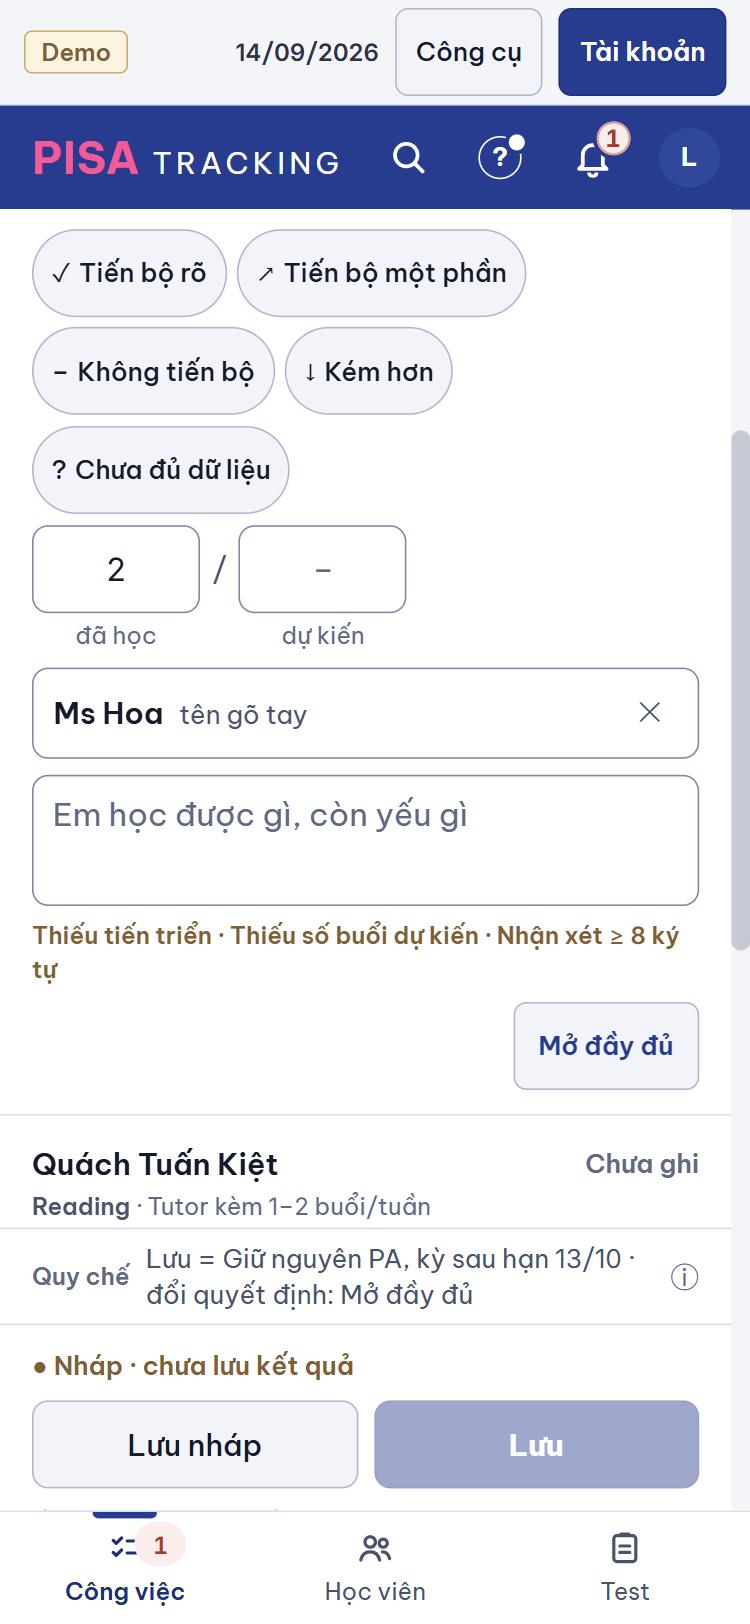 Demo
14/09/2026
Công cụ
Tài khoản
PISA TRACKING
?
1
L
✓ Tiến bộ rõ
↗ Tiến bộ một phần
– Không tiến bộ
↓ Kém hơn
? Chưa đủ dữ liệu
2 / –
đã học
dự kiến
Ms Hoa tên gõ tay
Em học được gì, còn yếu gì
Thiếu tiến triển · Thiếu số buổi dự kiến · Nhận xét ≥ 8 ký
tự
Mở đầy đủ
Quách Tuấn Kiệt
Chưa ghi
Reading · Tutor kèm 1–2 buổi/tuần
Quy chế
Lưu = Giữ nguyên PA, kỳ sau hạn 13/10 ·
đổi quyết định: Mở đầy đủ
● Nháp · chưa lưu kết quả
Lưu nháp
Lưu
1
Công việc
Học viên
Test